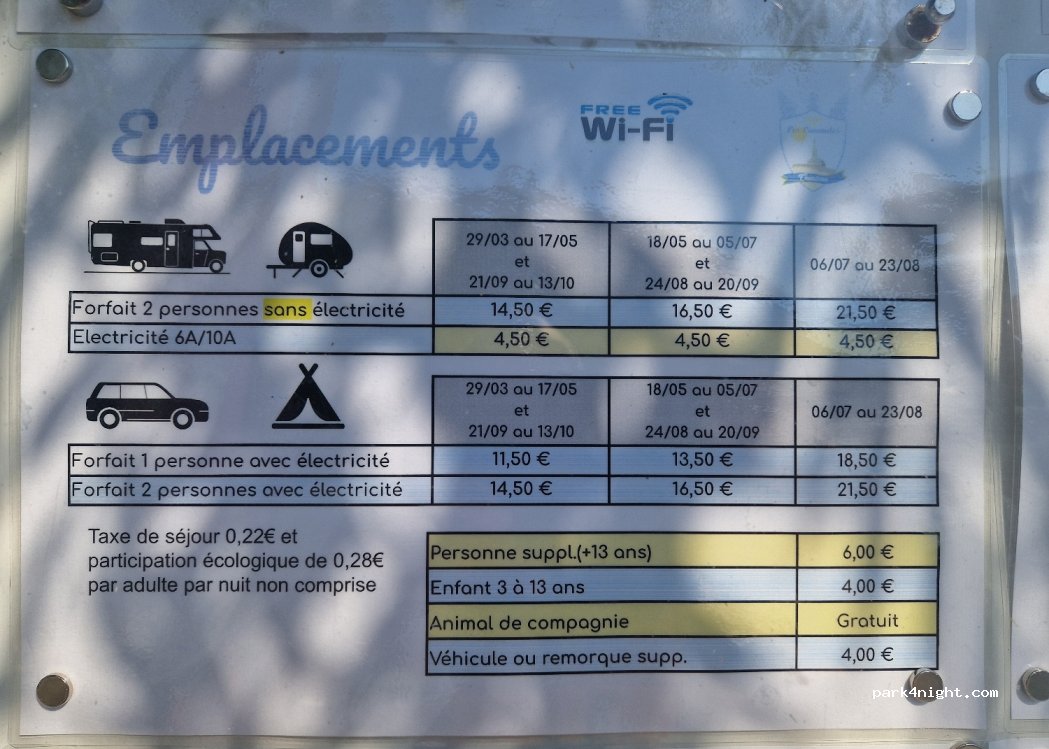 Emplacements
FREE
Wi-Fi
29/03 au 17/05
et
21/09 au 13/10
18/05 au 05/07
et
24/08 au 20/09
06/07 au 23/08
Forfait 2 personnes sans électricité 14,50 € 16,50 € 21,50 €
Electricité 6A/10A 4,50 € 4,50 € 4,50 €
29/03 au 17/05
et
21/09 au 13/10
18/05 au 05/07
et
24/08 au 20/09
06/07 au 23/08
Forfait 1 personne avec électricité 11,50 € 13,50 € 18,50 €
Forfait 2 personnes avec électricité 14,50 € 16,50 € 21,50 €
Taxe de séjour 0,22€ et
participation écologique de 0,28€
par adulte par nuit non comprise
Personne suppl.(+13 ans) 6,00 €
Enfant 3 à 13 ans 4,00 €
Animal de compagnie Gratuit
Véhicule ou remorque supp. 4,00 €
park4night.com